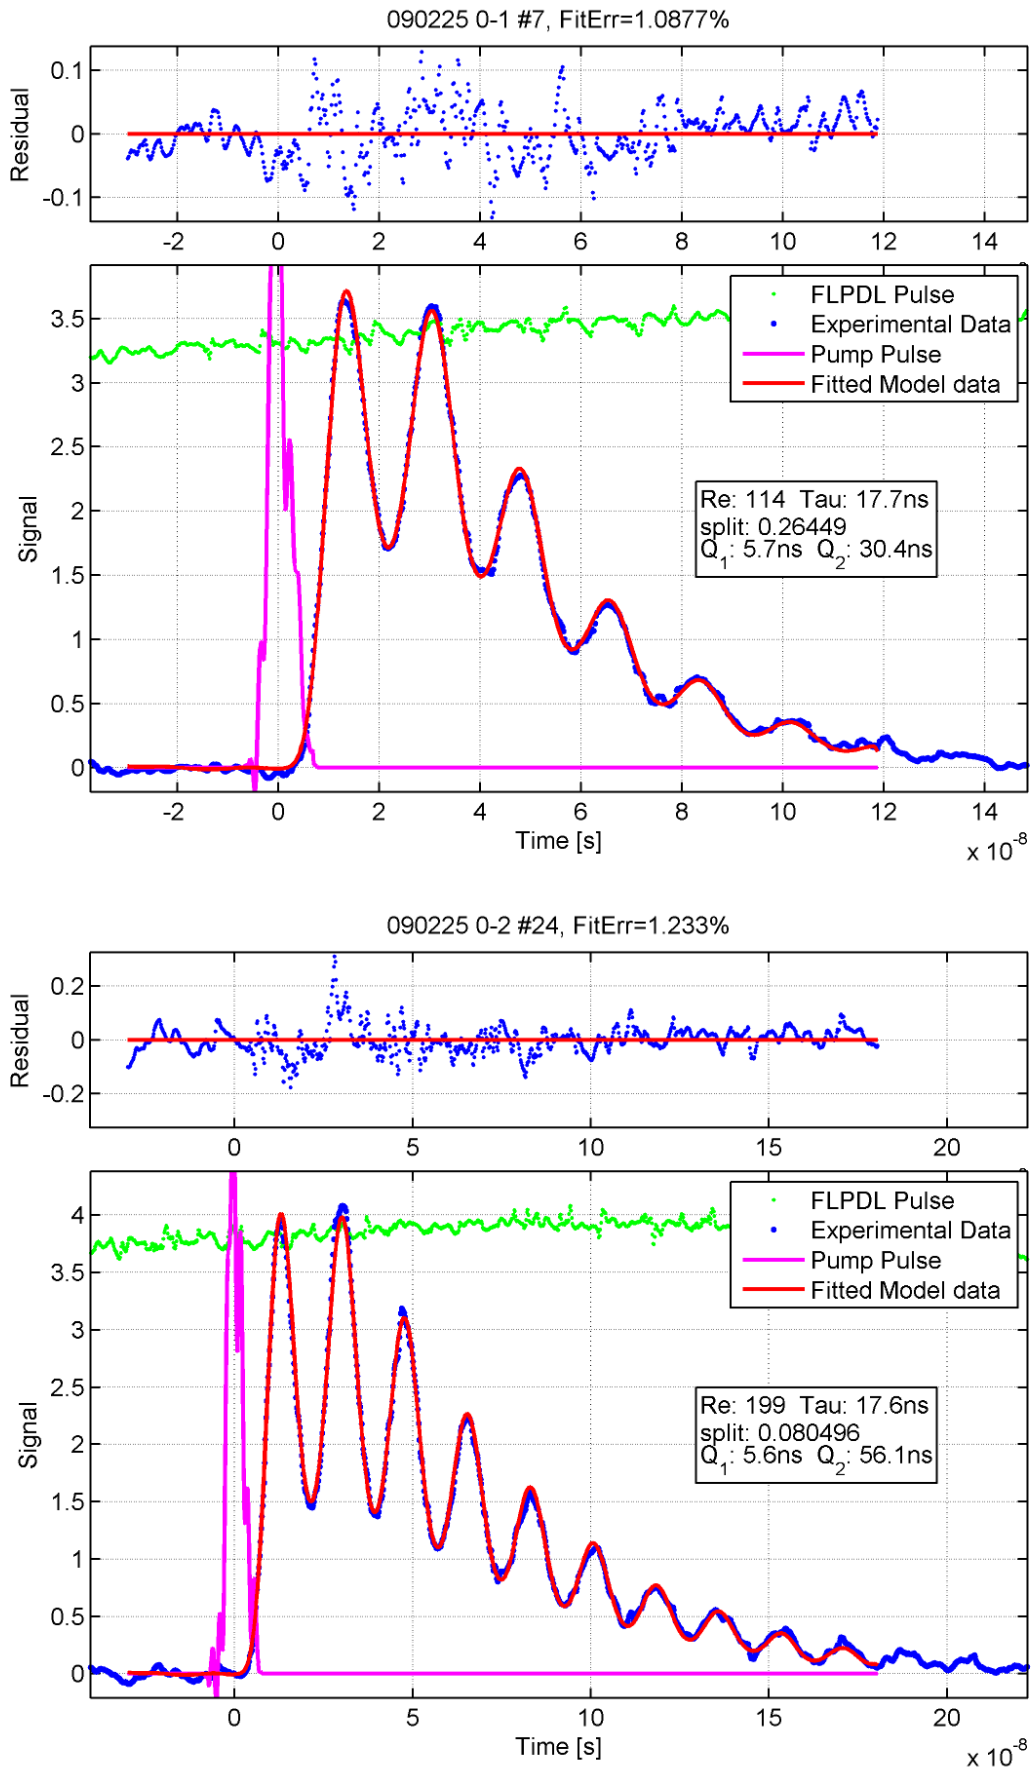 090225 0-1 #7, FitErr=1.0877%
0.1
0
-0.1
Residual
-2 0 2 4 6 8 10 12 14
3.5
3
2.5
2
1.5
1
0.5
0
Signal
FLPDL Pulse
Experimental Data
Pump Pulse
Fitted Model data
Re: 114 Tau: 17.7ns
split: 0.26449
Q1: 5.7ns Q2: 30.4ns
-2 0 2 4 6 8 10 12 14
Time [s]
x 10-8
090225 0-2 #24, FitErr=1.233%
0.2
0
-0.2
Residual
0 5 10 15 20
4
3.5
3
2.5
2
1.5
1
0.5
0
Signal
FLPDL Pulse
Experimental Data
Pump Pulse
Fitted Model data
Re: 199 Tau: 17.6ns
split: 0.080496
Q1: 5.6ns Q2: 56.1ns
0 5 10 15 20
Time [s]
x 10-8